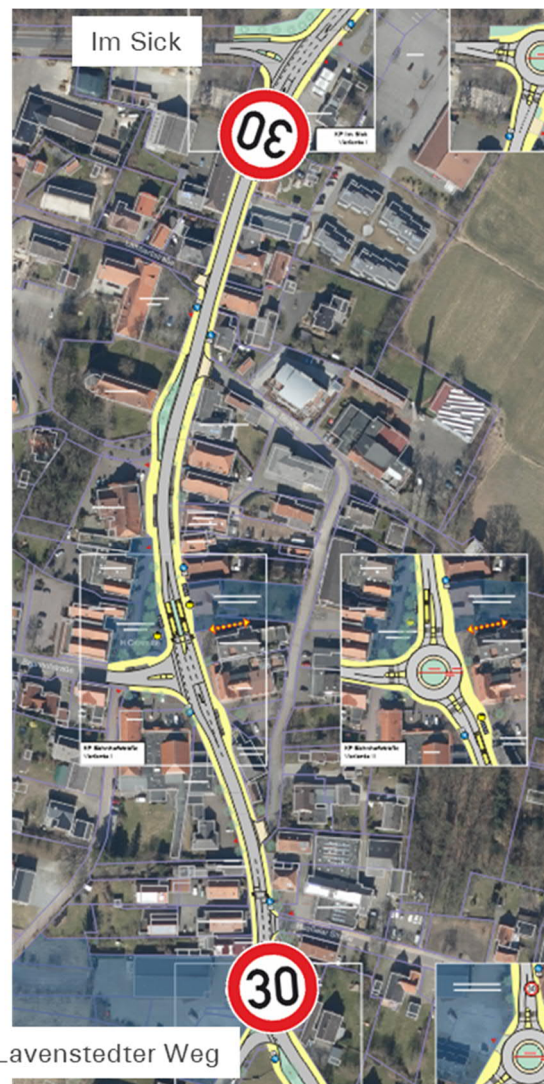 Im Sick
30
KP Im Sick
Variante I
KP Bahnhofstraße
Variante I
KP Bahnhofstraße
Variante II
30
Lavenstedter Weg